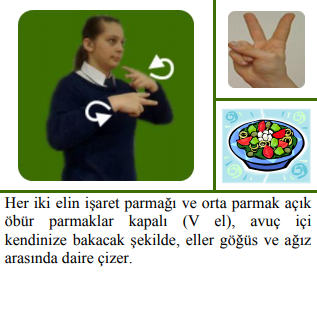 Her iki elin işaret parmağı ve orta parmak açık
öbür parmaklar kapalı (V el), avuç içi
kendinize bakacak şekilde, eller göğüs ve ağız
arasında daire çizer.